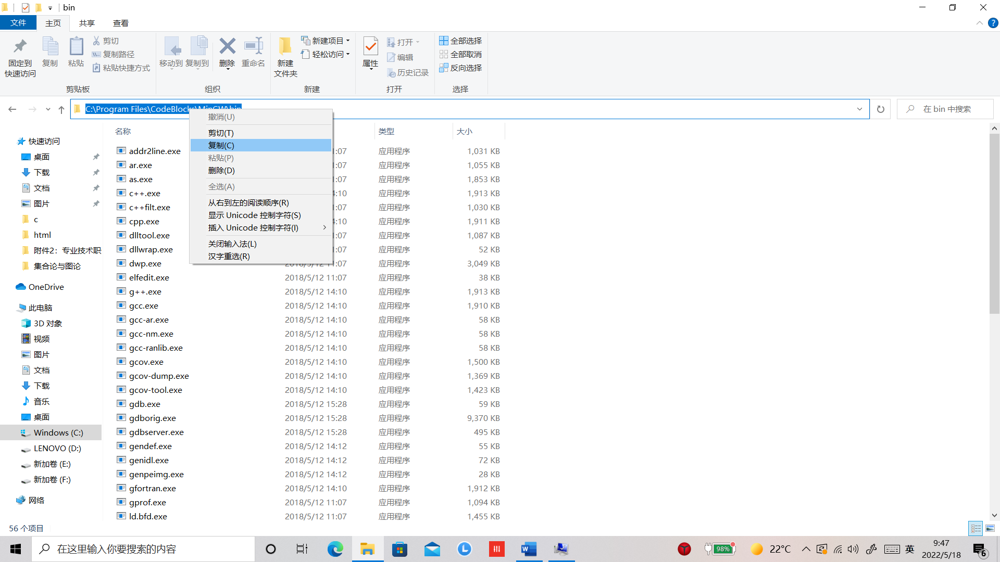 bin
文件 主页 共享 查看
固定到
快速访问
复制
粘贴
剪切
复制路径
粘贴快捷方式
剪贴板
移动到
复制到
删除
重命名
组织
新建
文件夹
新建项目
轻松访问
新建
属性
打开
编辑
历史记录
打开
全部选择
全部取消
反向选择
选择
C:\Program Files\CodeBlocks\MinGW\bin
在 bin 中搜索
撤消(U)
剪切(T)
复制(C)
粘贴(P)
删除(D)
全选(A)
从右到左的阅读顺序(R)
显示 Unicode 控制字符(S)
插入 Unicode 控制字符(I)
关闭输入法(L)
汉字重选(R)
快速访问
桌面
下载
文档
图片
c
html
附件2：专业技术职
集合论与图论
OneDrive
此电脑
3D 对象
视频
图片
文档
下载
音乐
桌面
Windows (C:)
LENOVO (D:)
新加卷 (E:)
新加卷 (F:)
网络
名称 类型 大小
addr2line.exe :07 应用程序 1,031 KB
ar.exe :07 应用程序 1,055 KB
as.exe :07 应用程序 1,853 KB
c++.exe :10 应用程序 1,913 KB
c++filt.exe :07 应用程序 1,030 KB
cpp.exe :10 应用程序 1,911 KB
dlltool.exe :07 应用程序 1,087 KB
dllwrap.exe :07 应用程序 52 KB
dwp.exe 2018/5/12 11:07 应用程序 3,049 KB
elfedit.exe 2018/5/12 11:07 应用程序 38 KB
g++.exe 2018/5/12 14:10 应用程序 1,913 KB
gcc.exe 2018/5/12 14:10 应用程序 1,910 KB
gcc-ar.exe 2018/5/12 14:10 应用程序 58 KB
gcc-nm.exe 2018/5/12 14:10 应用程序 58 KB
gcc-ranlib.exe 2018/5/12 14:10 应用程序 58 KB
gcov.exe 2018/5/12 14:10 应用程序 1,500 KB
gcov-dump.exe 2018/5/12 14:10 应用程序 1,369 KB
gcov-tool.exe 2018/5/12 14:10 应用程序 1,423 KB
gdb.exe 2018/5/12 15:28 应用程序 59 KB
gdborig.exe 2018/5/12 15:28 应用程序 9,370 KB
gdbserver.exe 2018/5/12 15:28 应用程序 495 KB
gendef.exe 2018/5/12 14:12 应用程序 55 KB
genidl.exe 2018/5/12 14:12 应用程序 72 KB
genpeimg.exe 2018/5/12 14:12 应用程序 28 KB
gfortran.exe 2018/5/12 14:10 应用程序 1,912 KB
gprof.exe 2018/5/12 11:07 应用程序 1,094 KB
ld.bfd.exe 2018/5/12 11:07 应用程序 1,455 KB
56 个项目
在这里输入你要搜索的内容
98%
22°C
英
9:47
2022/5/18
6